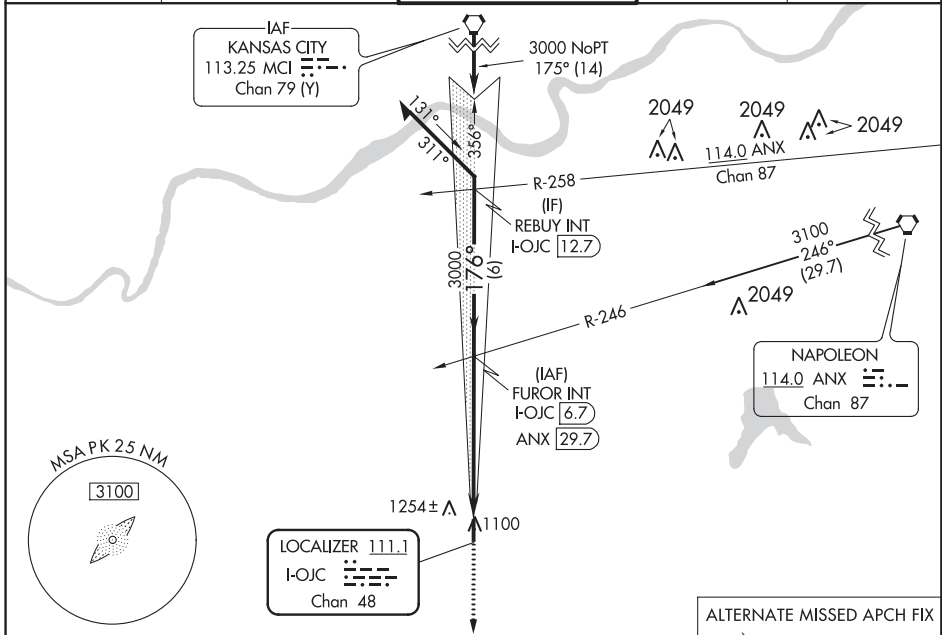 IAF
KANSAS CITY
113.25 MCI
Chan 79 (Y)
3000 NoPT
175° (14)
131°
311°
356°
2049
2049
2049
114.0 ANX
Chan 87
R-258
(IF)
REBUY INT
I-OJC 12.7
3000
176°
(6)
3100
246°
(29.7)
2049
R-246
(IAF)
FUROR INT
I-OJC 6.7
ANX 29.7
NAPOLEON
114.0 ANX
Chan 87
MSA PK 25 NM
3100
1254±
1100
LOCALIZER 111.1
I-OJC
Chan 48
ALTERNATE MISSED APCH FIX